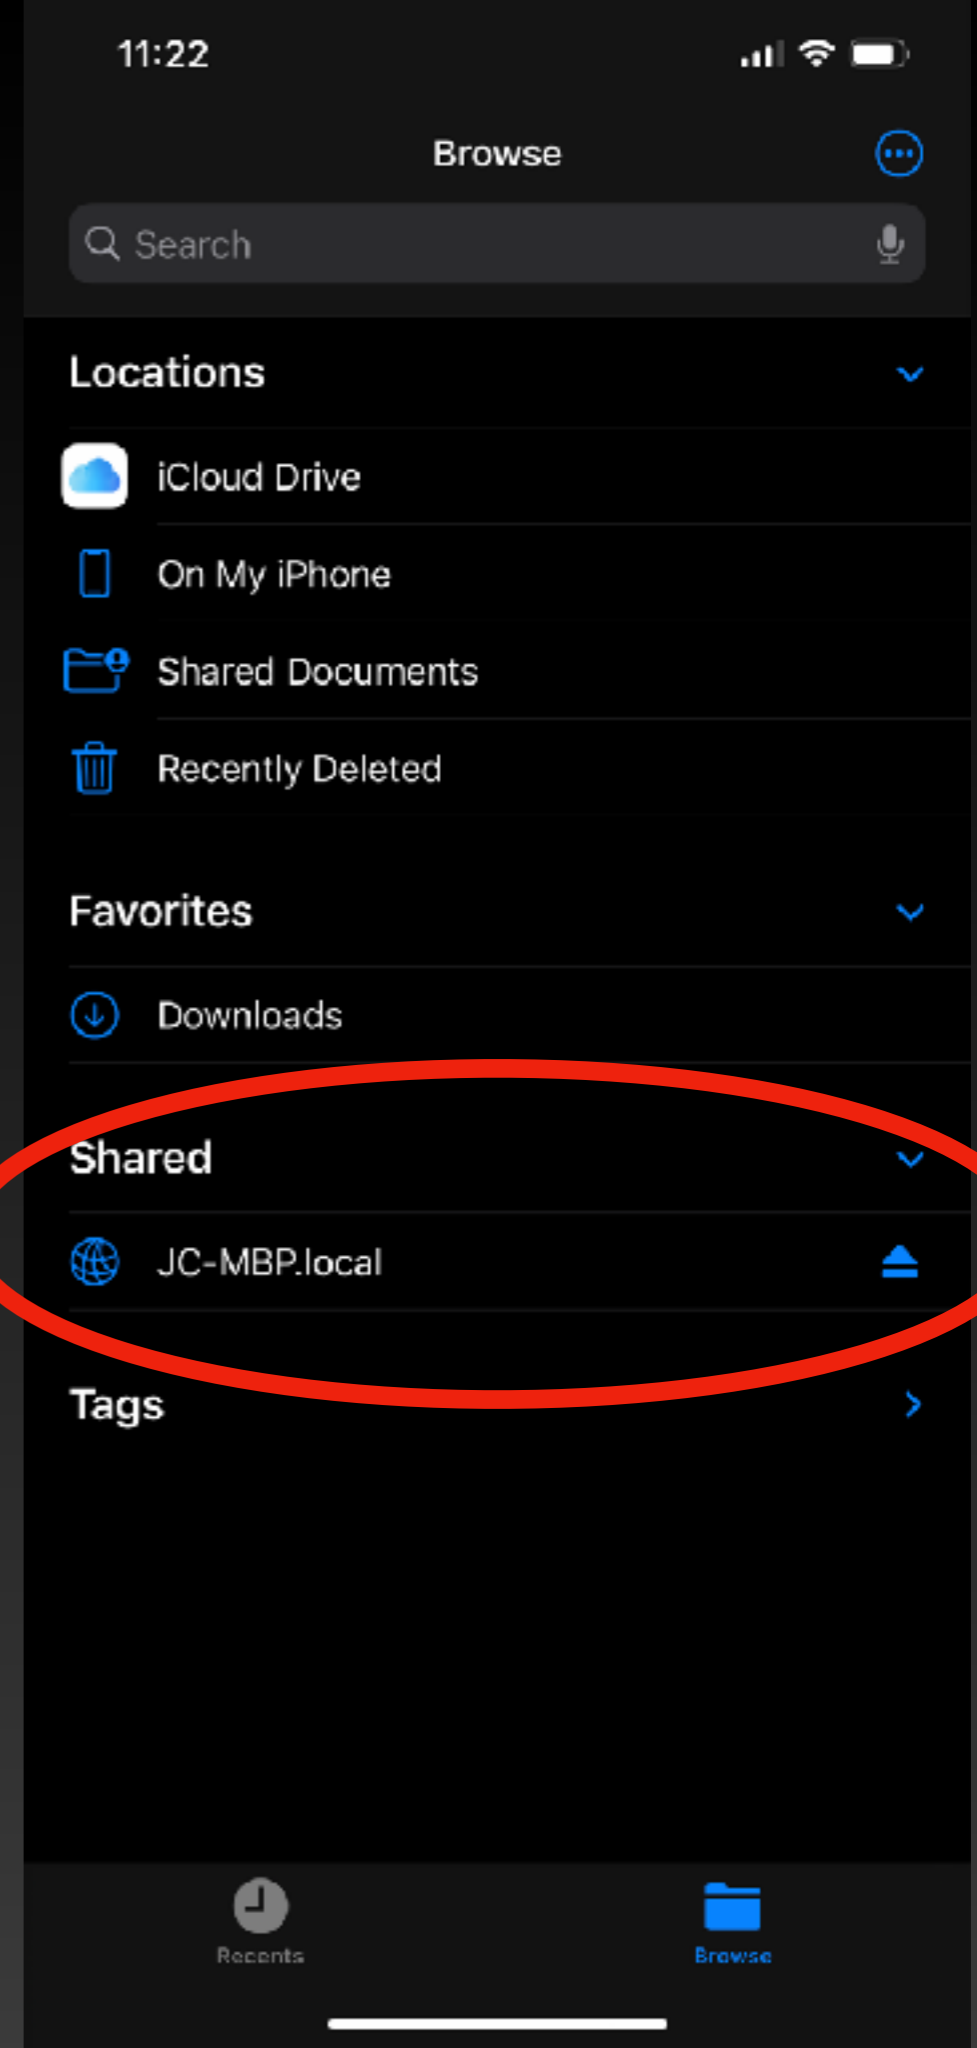 11:22
Browse
Search
Locations
iCloud Drive
On My iPhone
Shared Documents
Recently Deleted
Favorites
Downloads
Shared
JC-MBP.local
Tags
Recents
Browse